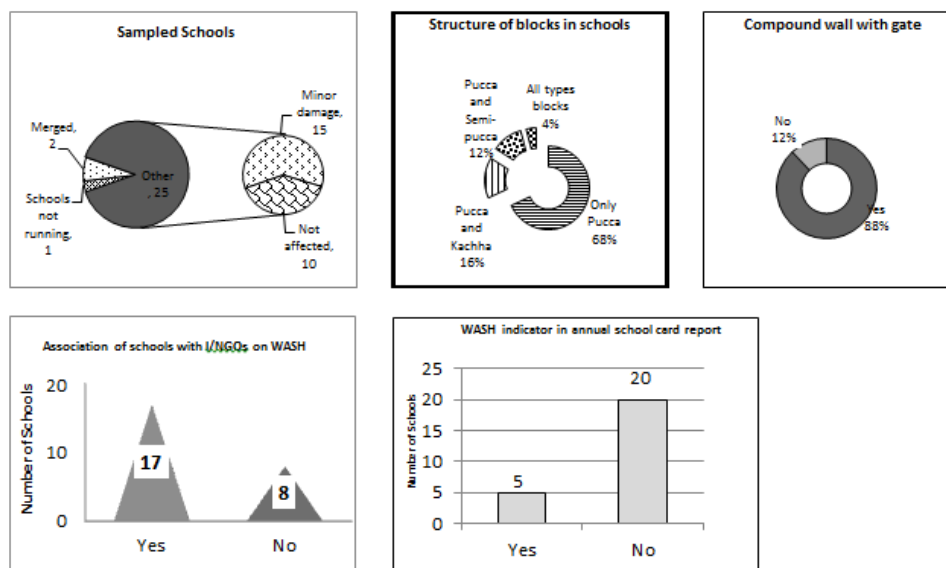 Sampled Schools
Minor
damage, 15
Merged,
2
Other
, 25
Schools
not
running,
1
Not
affected,
10
Structure of blocks in schools
Pucca
and
Semi-
pucca
12%
All types
blocks
4%
Pucca
and
Kachha
16%
Only
Pucca
68%
Compound wall with gate
No
12%
Yes
88%
Association of schools with I/NGOs on WASH
Number of Schools
20
10
0
17
8
Yes
No
WASH indicator in annual school card report
Number of Schools
25
20
15
10
5
0
5
20
Yes
No